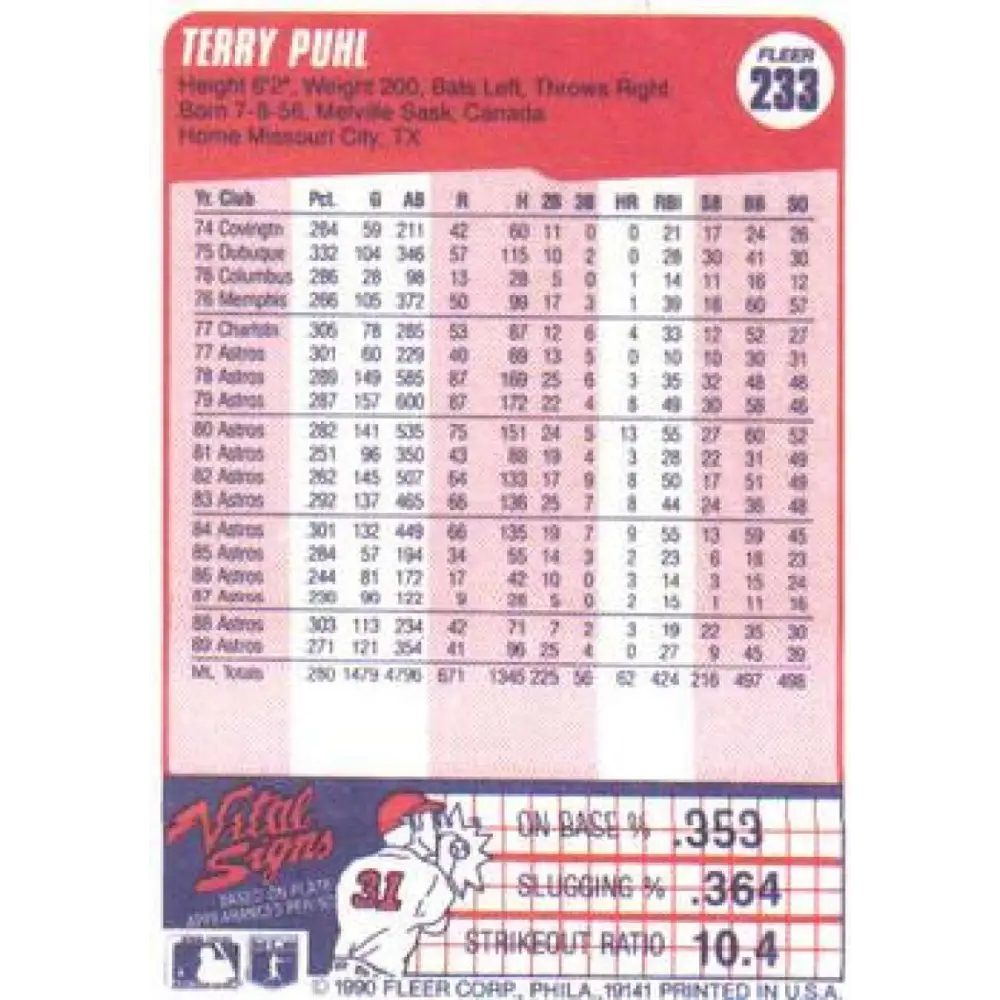 TERRY PUHL
FLEER
233
Height 6'2", Weight 200, Bats Left, Throws Right
Born 7-8-56, Melville Sask, Canada
Home Missouri City, TX
Yr. Club Pct. G AB R H 2B 3B HR RBI SB BB SO
74 Covingtn .284 59 211 42 60 11 0 0 21 17 24 26
75 Dubuque .332 104 346 57 115 10 2 0 28 30 41 30
76 Columbus .286 28 98 13 28 5 0 1 14 11 16 12
76 Memphis .266 105 372 50 99 17 3 1 39 16 60 57
77 Charlstn .306 78 285 53 87 12 6 4 33 12 52 27
77 Astros .301 60 229 40 69 13 5 0 10 10 30 31
78 Astros .289 149 585 87 169 25 6 3 35 32 48 46
79 Astros .287 157 600 87 172 22 4 8 49 30 58 46
80 Astros .282 141 535 75 151 24 5 13 55 27 60 52
81 Astros .251 96 350 43 88 19 4 3 28 22 31 49
82 Astros .262 145 507 64 133 17 9 8 50 17 51 49
83 Astros .292 137 465 66 136 25 7 8 44 24 36 48
84 Astros .301 132 449 66 135 19 7 9 55 13 59 45
85 Astros .284 57 194 34 55 14 3 2 23 6 18 23
86 Astros .244 81 172 17 42 10 0 3 14 3 15 24
87 Astros .230 90 122 9 28 5 0 2 15 1 11 16
88 Astros .303 113 234 42 71 7 2 3 19 22 35 30
89 Astros .271 121 354 41 96 25 4 0 27 9 45 39
ML Totals .280 1479 4796 671 1345 225 56 62 424 216 497 498
Vital Signs
BASED ON PLATE
APPEARANCES PER
31
ON BASE % .353
SLUGGING % .364
STRIKEOUT RATIO 10.4
© 1990 FLEER CORP., PHILA., 19141 PRINTED IN U.S.A.